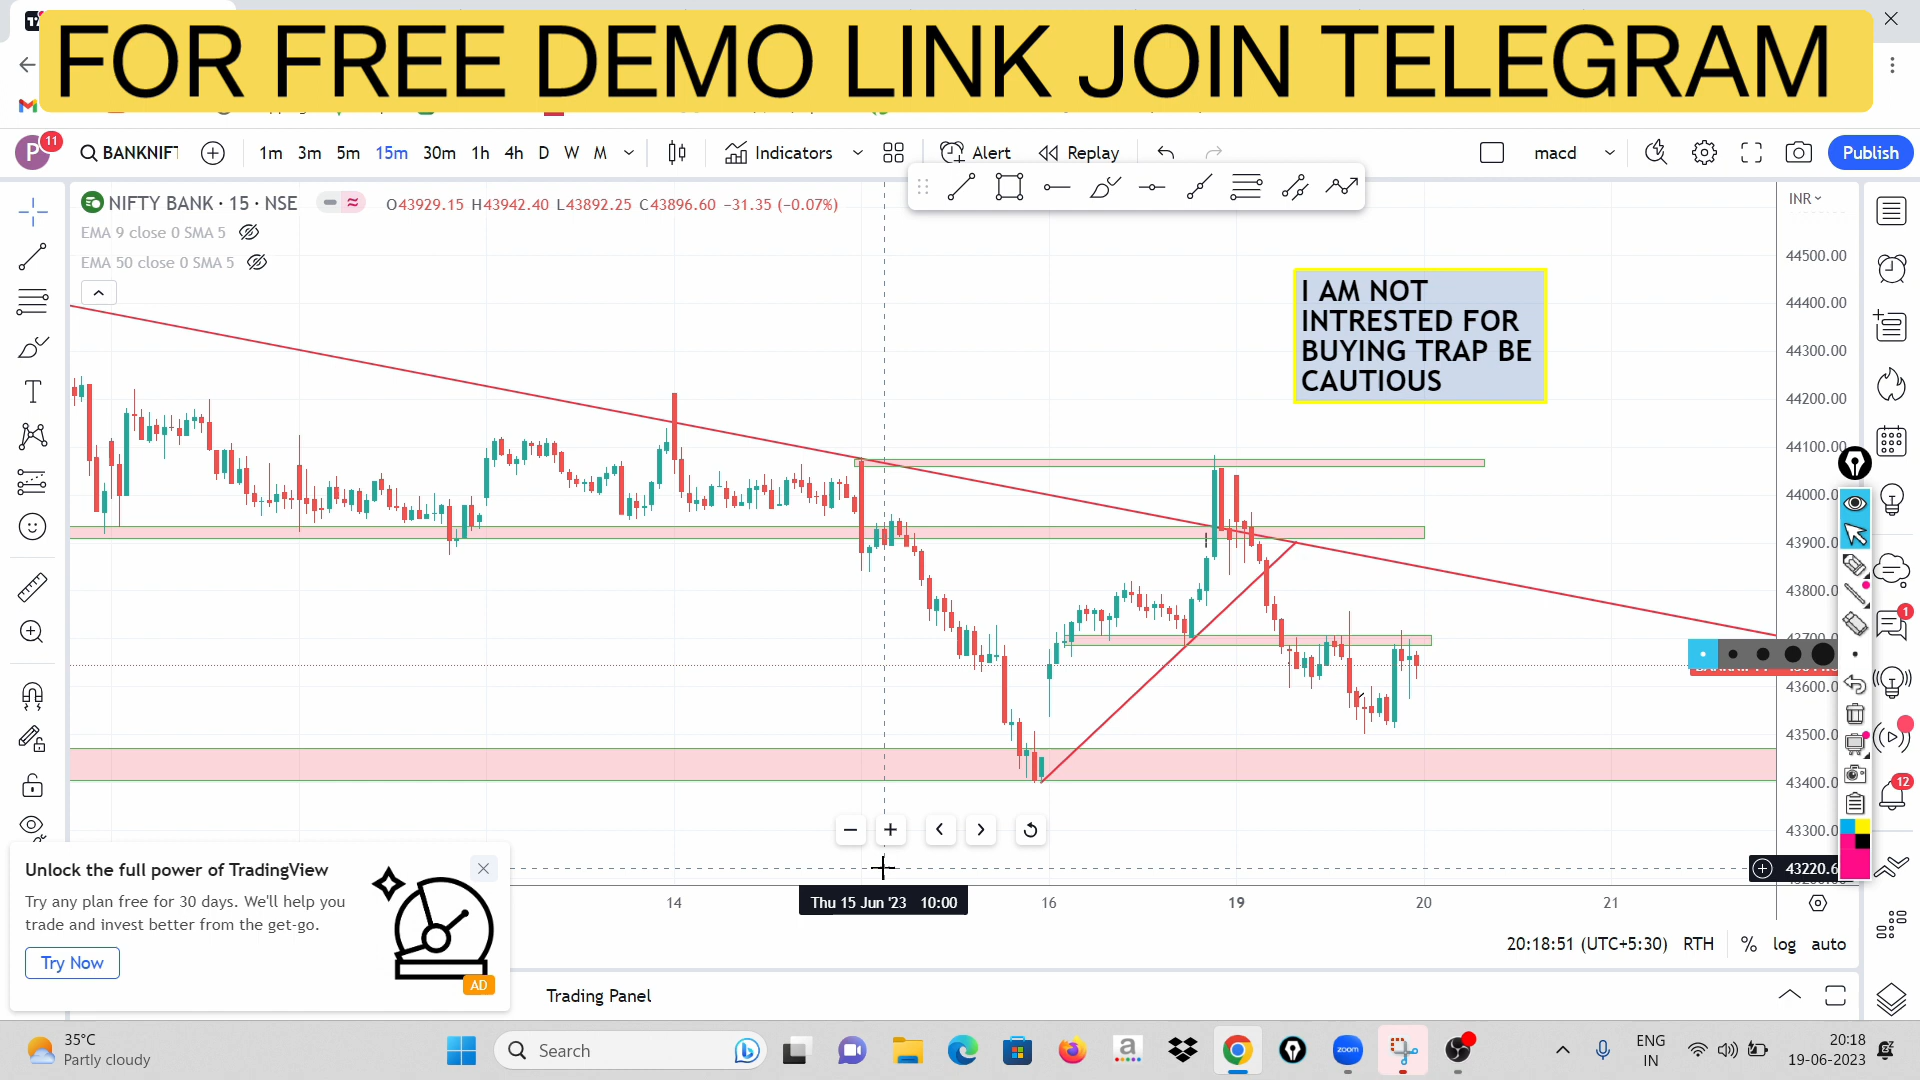 FOR FREE DEMO LINK JOIN TELEGRAM
P 11 BANKNIF 1m 3m 5m 15m 30m 1h 4h D W M Indicators Alert Replay macd Publish
NIFTY BANK · 15 · NSE O43929.15 H43942.40 L43892.25 C43896.60 −31.35 (−0.07%)
INR
EMA 9 close 0 SMA 5
EMA 50 close 0 SMA 5
44500.00
44400.00
44300.00
44200.00
44100.00
44000.0
43900.0
43800.0
43600.0
43500.0
43400.0
43300.0
43220.6
I AM NOT
INTRESTED FOR
BUYING TRAP BE
CAUTIOUS
1
12
Unlock the full power of TradingView
Try any plan free for 30 days. We'll help you
trade and invest better from the get-go.
Try Now
AD
14 Thu 15 Jun '23 10:00 16 19 20 21
20:18:51 (UTC+5:30) RTH % log auto
Trading Panel
35°C
Partly cloudy
Search
zoom
ENG
IN
20:18
19-06-2023